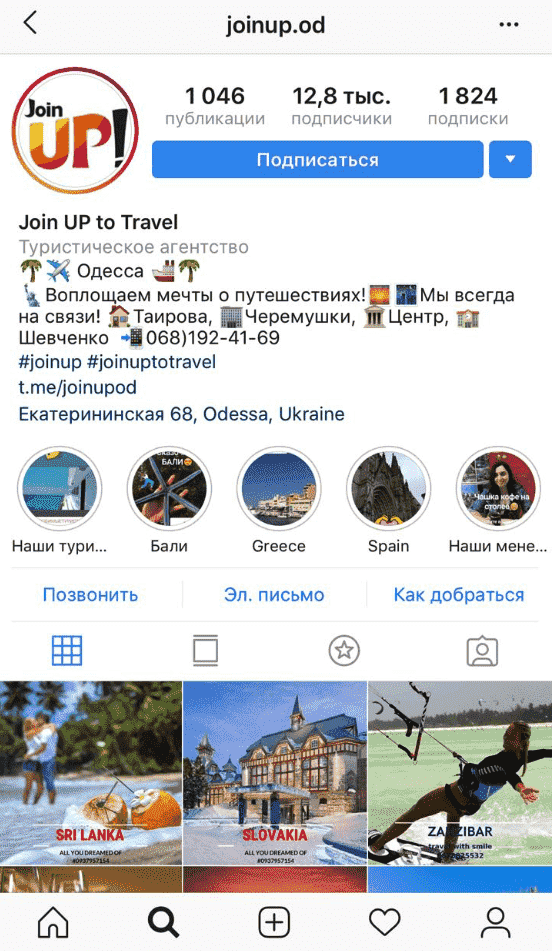 joinup.od
Join
UP!
1 046
12,8 тыс.
1 824
публикации
подписчики
подписки
Подписаться
Join UP to Travel
Туристическое агентство
Одесса
Воплощаем мечты о путешествиях! Мы всегда
на связи! Таирова, Черемушки, Центр,
Шевченко 068)192-41-69
#joinup #joinuptotravel
t.me/joinupod
Екатерининская 68, Odessa, Ukraine
БАЛИ
Чашка кофе на
столе
Наши тури...
Бали
Greece
Spain
Наши мене...
Позвонить
Эл. письмо
Как добраться
SRI LANKA
ALL YOU DREAMED OF
#0937957154
SLOVAKIA
ALL YOU DREAMED OF
#0937957154
ZANZIBAR
travel with smile